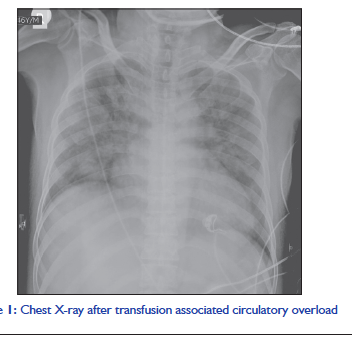 46Y/M
e 1: Chest X-ray after transfusion associated circulatory overload